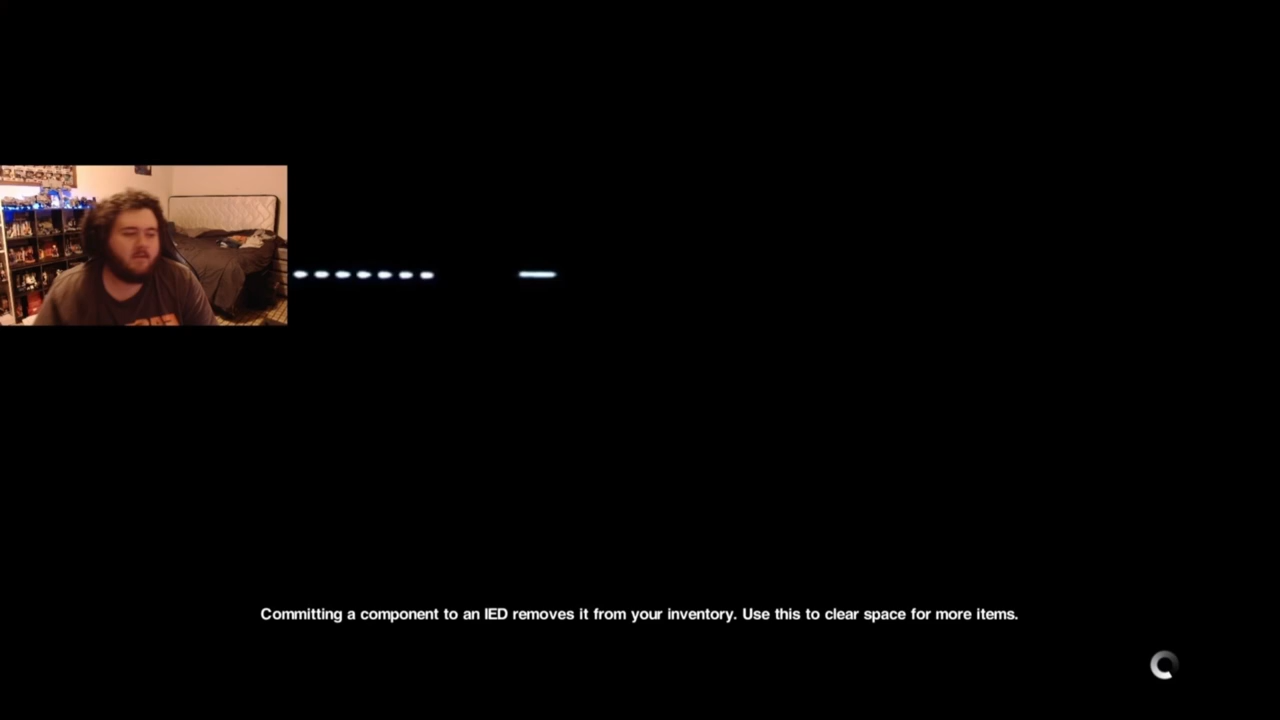 Committing a component to an IED removes it from your inventory. Use this to clear space for more items.